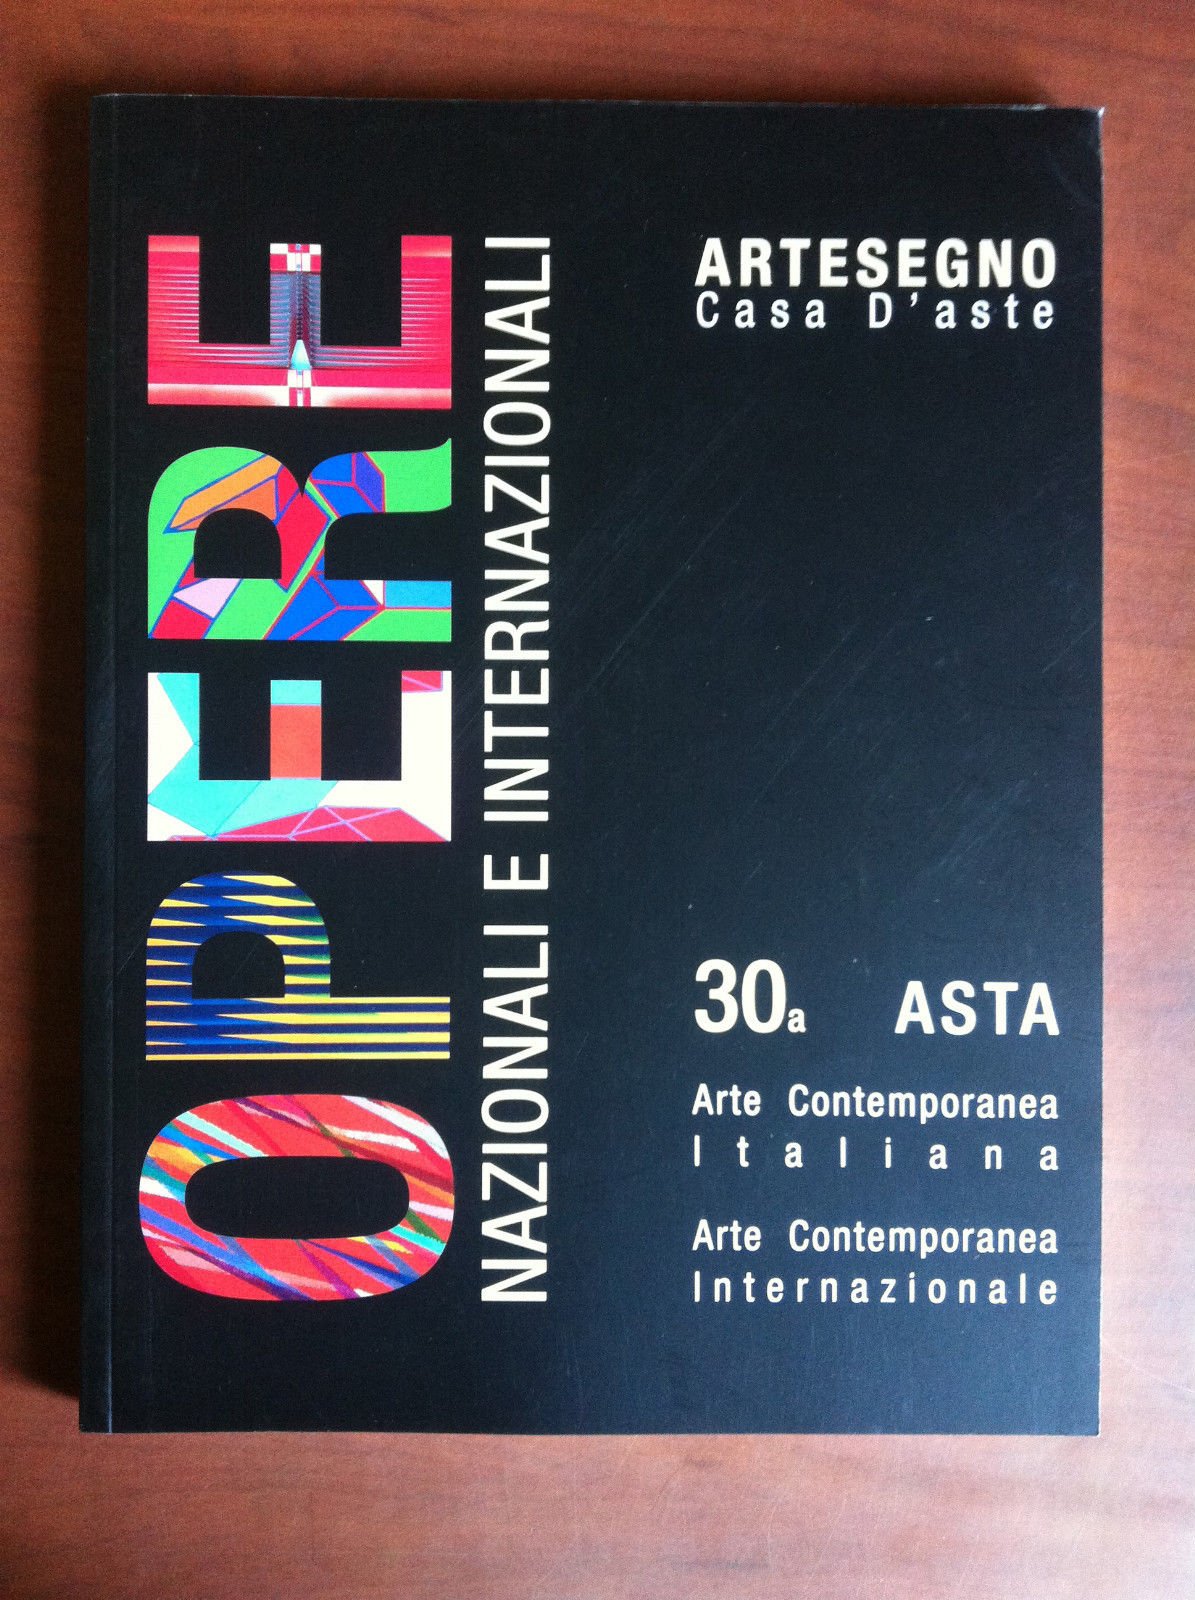 OPERE
NAZIONALI E INTERNAZIONALI
ARTESEGNO
Casa D'aste
30a ASTA
Arte Contemporanea
Italiana
Arte Contemporanea
Internazionale